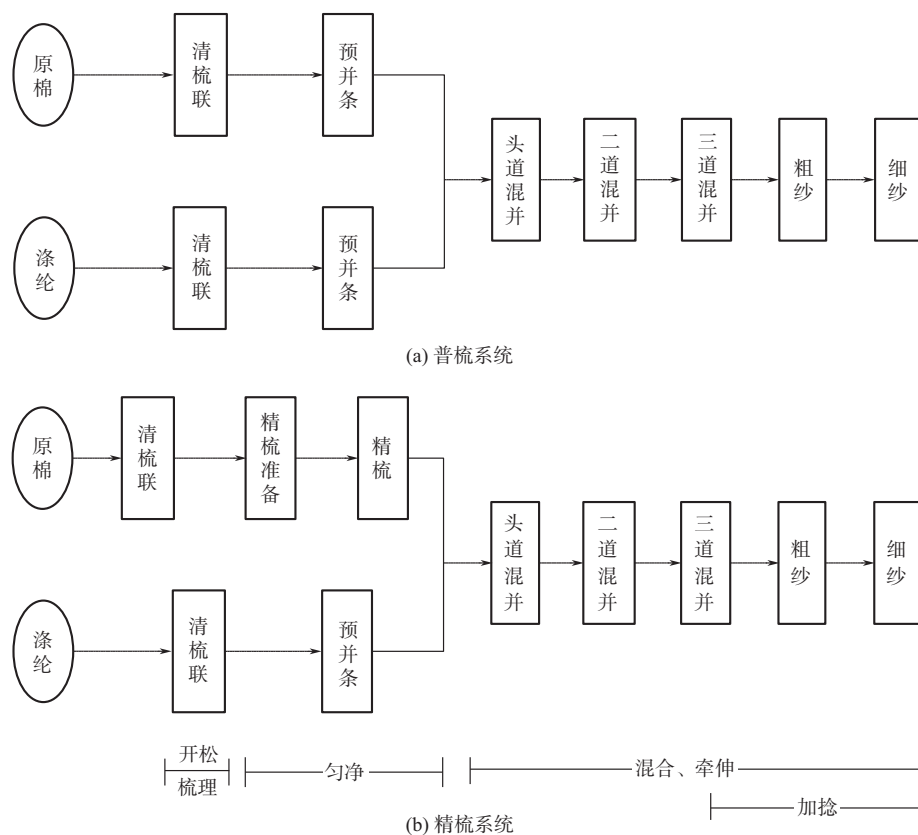 原棉
清梳联
预并条
涤纶
清梳联
预并条
头道混并
二道混并
三道混并
粗纱
细纱
(a) 普梳系统
原棉
清梳联
精梳准备
精梳
涤纶
清梳联
预并条
头道混并
二道混并
三道混并
粗纱
细纱
开松
梳理
匀净
混合、牵伸
加捻
(b) 精梳系统